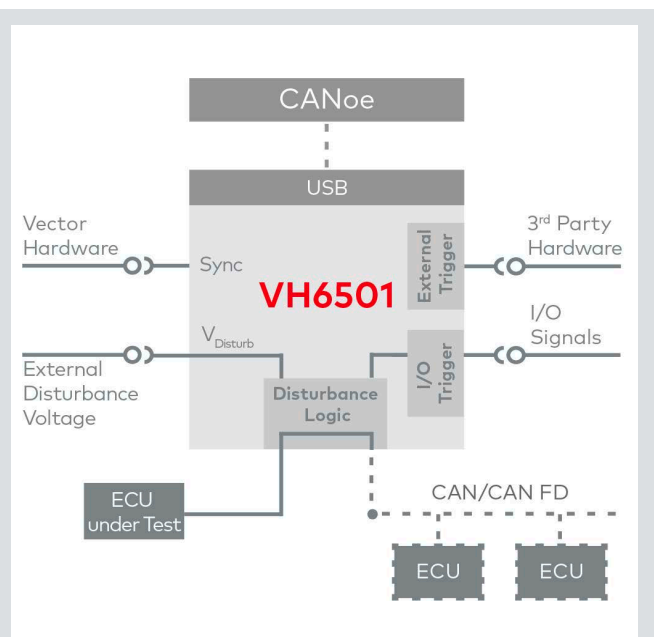 CANoe
USB
Vector
Hardware
Sync
VH6501
External
Trigger
3rd Party
Hardware
I/O
Signals
I/O
Trigger
VDisturb
External
Disturbance
Voltage
Disturbance
Logic
ECU
under Test
CAN/CAN FD
ECU
ECU